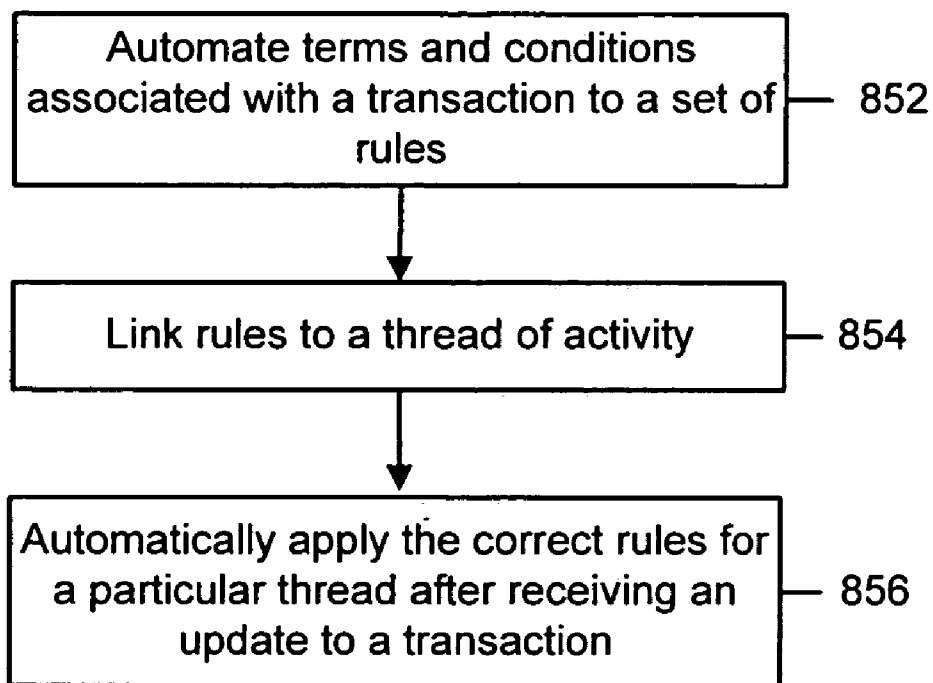 Automate terms and conditions
associated with a transaction to a set of
rules
852
Link rules to a thread of activity
854
Automatically apply the correct rules for
a particular thread after receiving an
update to a transaction
856